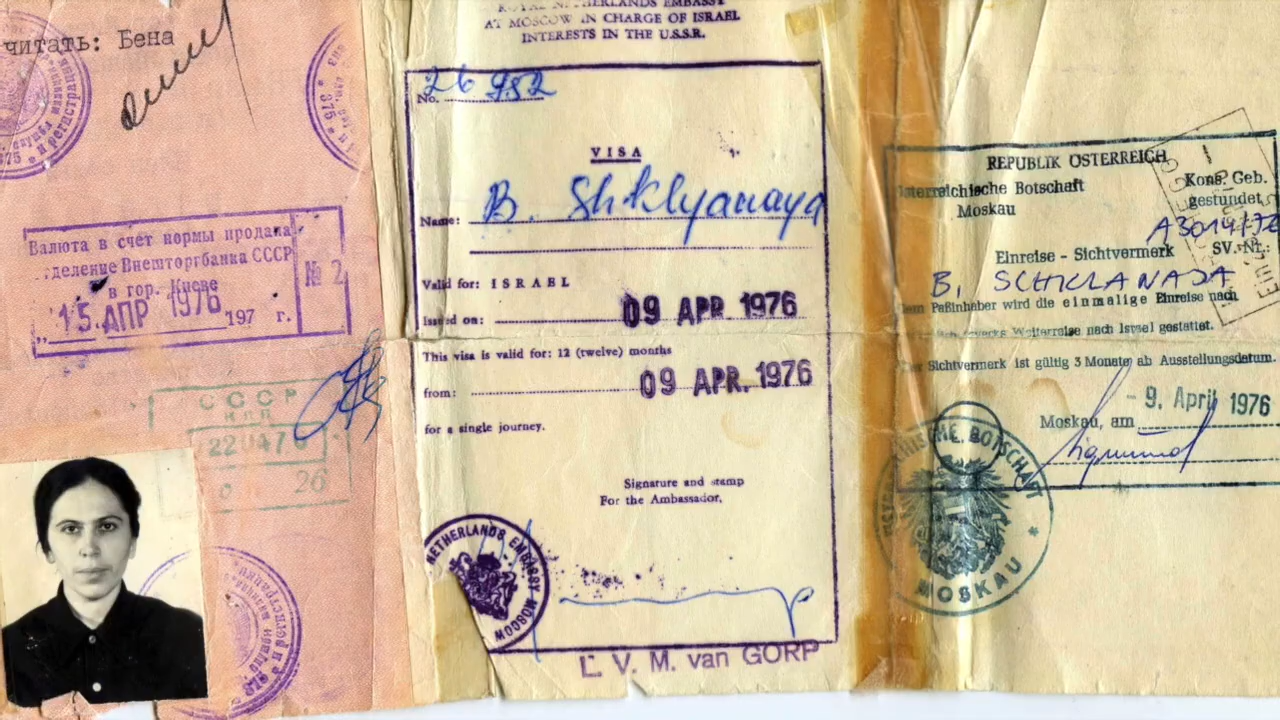 читать: Бена
Валюта в счет нормы продана
деление Внешторгбанка СССР
в гор. Киеве
№ 2
15. АПР 1976
197 г.
СССР
КПП
26
ROYAL NETHERLANDS EMBASSY
AT MOSCOW IN CHARGE OF ISRAEL
INTERESTS IN THE U.S.S.R.
No. 26 952
VISA
Name: B. Shklyanaya
Valid for: ISRAEL
Issued on: 09 APR. 1976
This visa is valid for: 12 (twelve) months
from: 09 APR. 1976
for a single journey.
Signature and stamp
For the Ambassador,
NETHERLANDS EMBASSY MOSCOW
L. V. M. van GORP
REPUBLIK ÖSTERREICH
Österreichische Botschaft
Moskau
Kons. Geb.
gestundet
Einreise - Sichtvermerk SV.-Nr.:
B. SCHKLANAJA
Dem Paßinhaber wird die einmalige Einreise nach
zwecks Weiterreise nach Israel gestattet.
Der Sichtvermerk ist gültig 3 Monate ab Ausstellungsdatum.
Moskau, am - 9. April 1976
BOTSCHAFT
MOSKAU